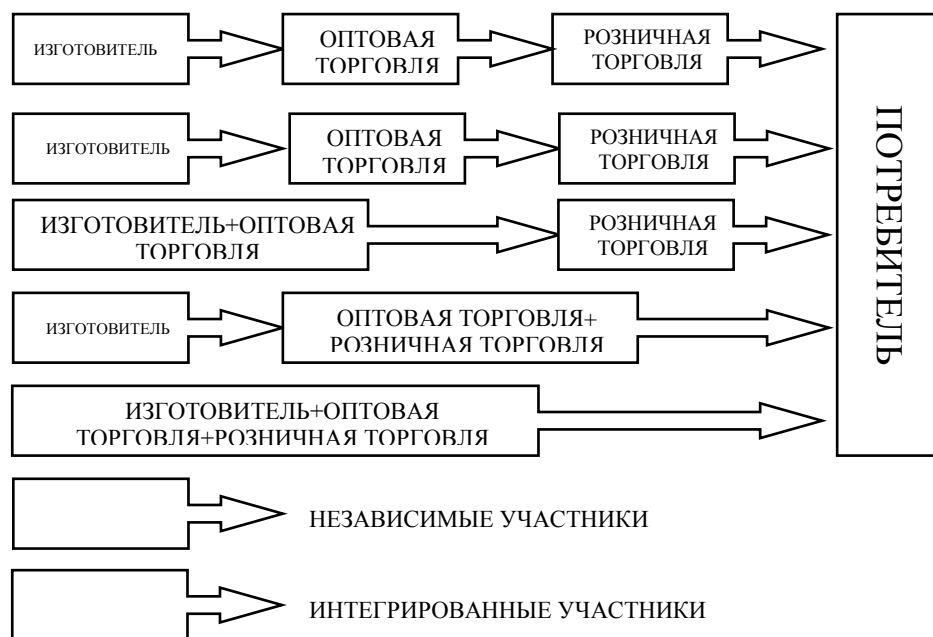 ИЗГОТОВИТЕЛЬ
ОПТОВАЯ
ТОРГОВЛЯ
РОЗНИЧНАЯ
ТОРГОВЛЯ
ИЗГОТОВИТЕЛЬ
ОПТОВАЯ
ТОРГОВЛЯ
РОЗНИЧНАЯ
ТОРГОВЛЯ
ИЗГОТОВИТЕЛЬ+ОПТОВАЯ
ТОРГОВЛЯ
РОЗНИЧНАЯ
ТОРГОВЛЯ
ИЗГОТОВИТЕЛЬ
ОПТОВАЯ ТОРГОВЛЯ+
РОЗНИЧНАЯ ТОРГОВЛЯ
ИЗГОТОВИТЕЛЬ+ОПТОВАЯ
ТОРГОВЛЯ+РОЗНИЧНАЯ ТОРГОВЛЯ
ПОТРЕБИТЕЛЬ
НЕЗАВИСИМЫЕ УЧАСТНИКИ
ИНТЕГРИРОВАННЫЕ УЧАСТНИКИ